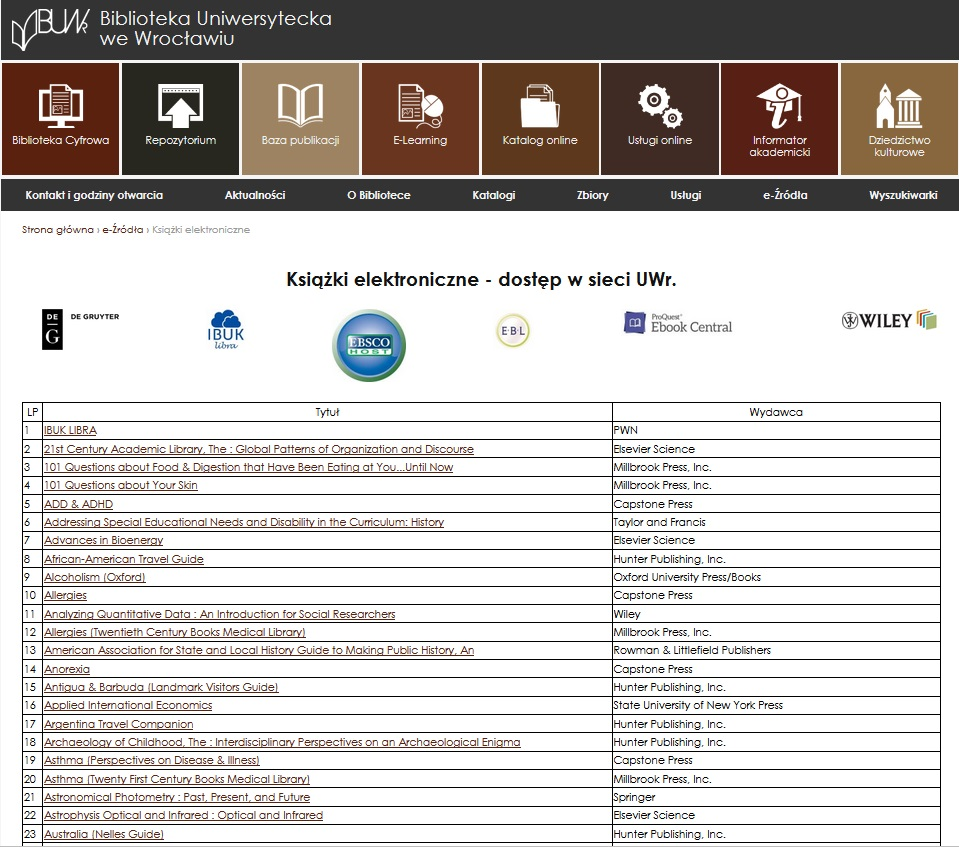 BUWr Biblioteka Uniwersytecka
we Wrocławiu
Biblioteka Cyfrowa
Repozytorium
Baza publikacji
E-Learning
Katalog online
Usługi online
Informator
akademicki
Dziedzictwo
kulturowe
Kontakt i godziny otwarcia Aktualności O Bibliotece Katalogi Zbiory Usługi e-Źródła Wyszukiwarki
Strona główna › e-Źródła › Książki elektroniczne
Książki elektroniczne - dostęp w sieci UWr.
DE G DE GRUYTER
IBUK libra
EBSCO HOST
E·B·L
ProQuest Ebook Central
WILEY
LP Tytuł Wydawca
1 IBUK LIBRA PWN
2 21st Century Academic Library, The : Global Patterns of Organization and Discourse Elsevier Science
3 101 Questions about Food & Digestion that Have Been Eating at You...Until Now Millbrook Press, Inc.
4 101 Questions about Your Skin Millbrook Press, Inc.
5 ADD & ADHD Capstone Press
6 Addressing Special Educational Needs and Disability in the Curriculum: History Taylor and Francis
7 Advances in Bioenergy Elsevier Science
8 African-American Travel Guide Hunter Publishing, Inc.
9 Alcoholism (Oxford) Oxford University Press/Books
10 Allergies Capstone Press
11 Analyzing Quantitative Data : An Introduction for Social Researchers Wiley
12 Allergies (Twentieth Century Books Medical Library) Millbrook Press, Inc.
13 American Association for State and Local History Guide to Making Public History, An Rowman & Littlefield Publishers
14 Anorexia Capstone Press
15 Antigua & Barbuda (Landmark Visitors Guide) Hunter Publishing, Inc.
16 Applied International Economics State University of New York Press
17 Argentina Travel Companion Hunter Publishing, Inc.
18 Archaeology of Childhood, The : Interdisciplinary Perspectives on an Archaeological Enigma Hunter Publishing, Inc.
19 Asthma (Perspectives on Disease & Illness) Capstone Press
20 Asthma (Twenty First Century Books Medical Library) Millbrook Press, Inc.
21 Astronomical Photometry : Past, Present, and Future Springer
22 Astrophysis Optical and Infrared : Optical and Infrared Elsevier Science
23 Australia (Nelles Guide) Hunter Publishing, Inc.